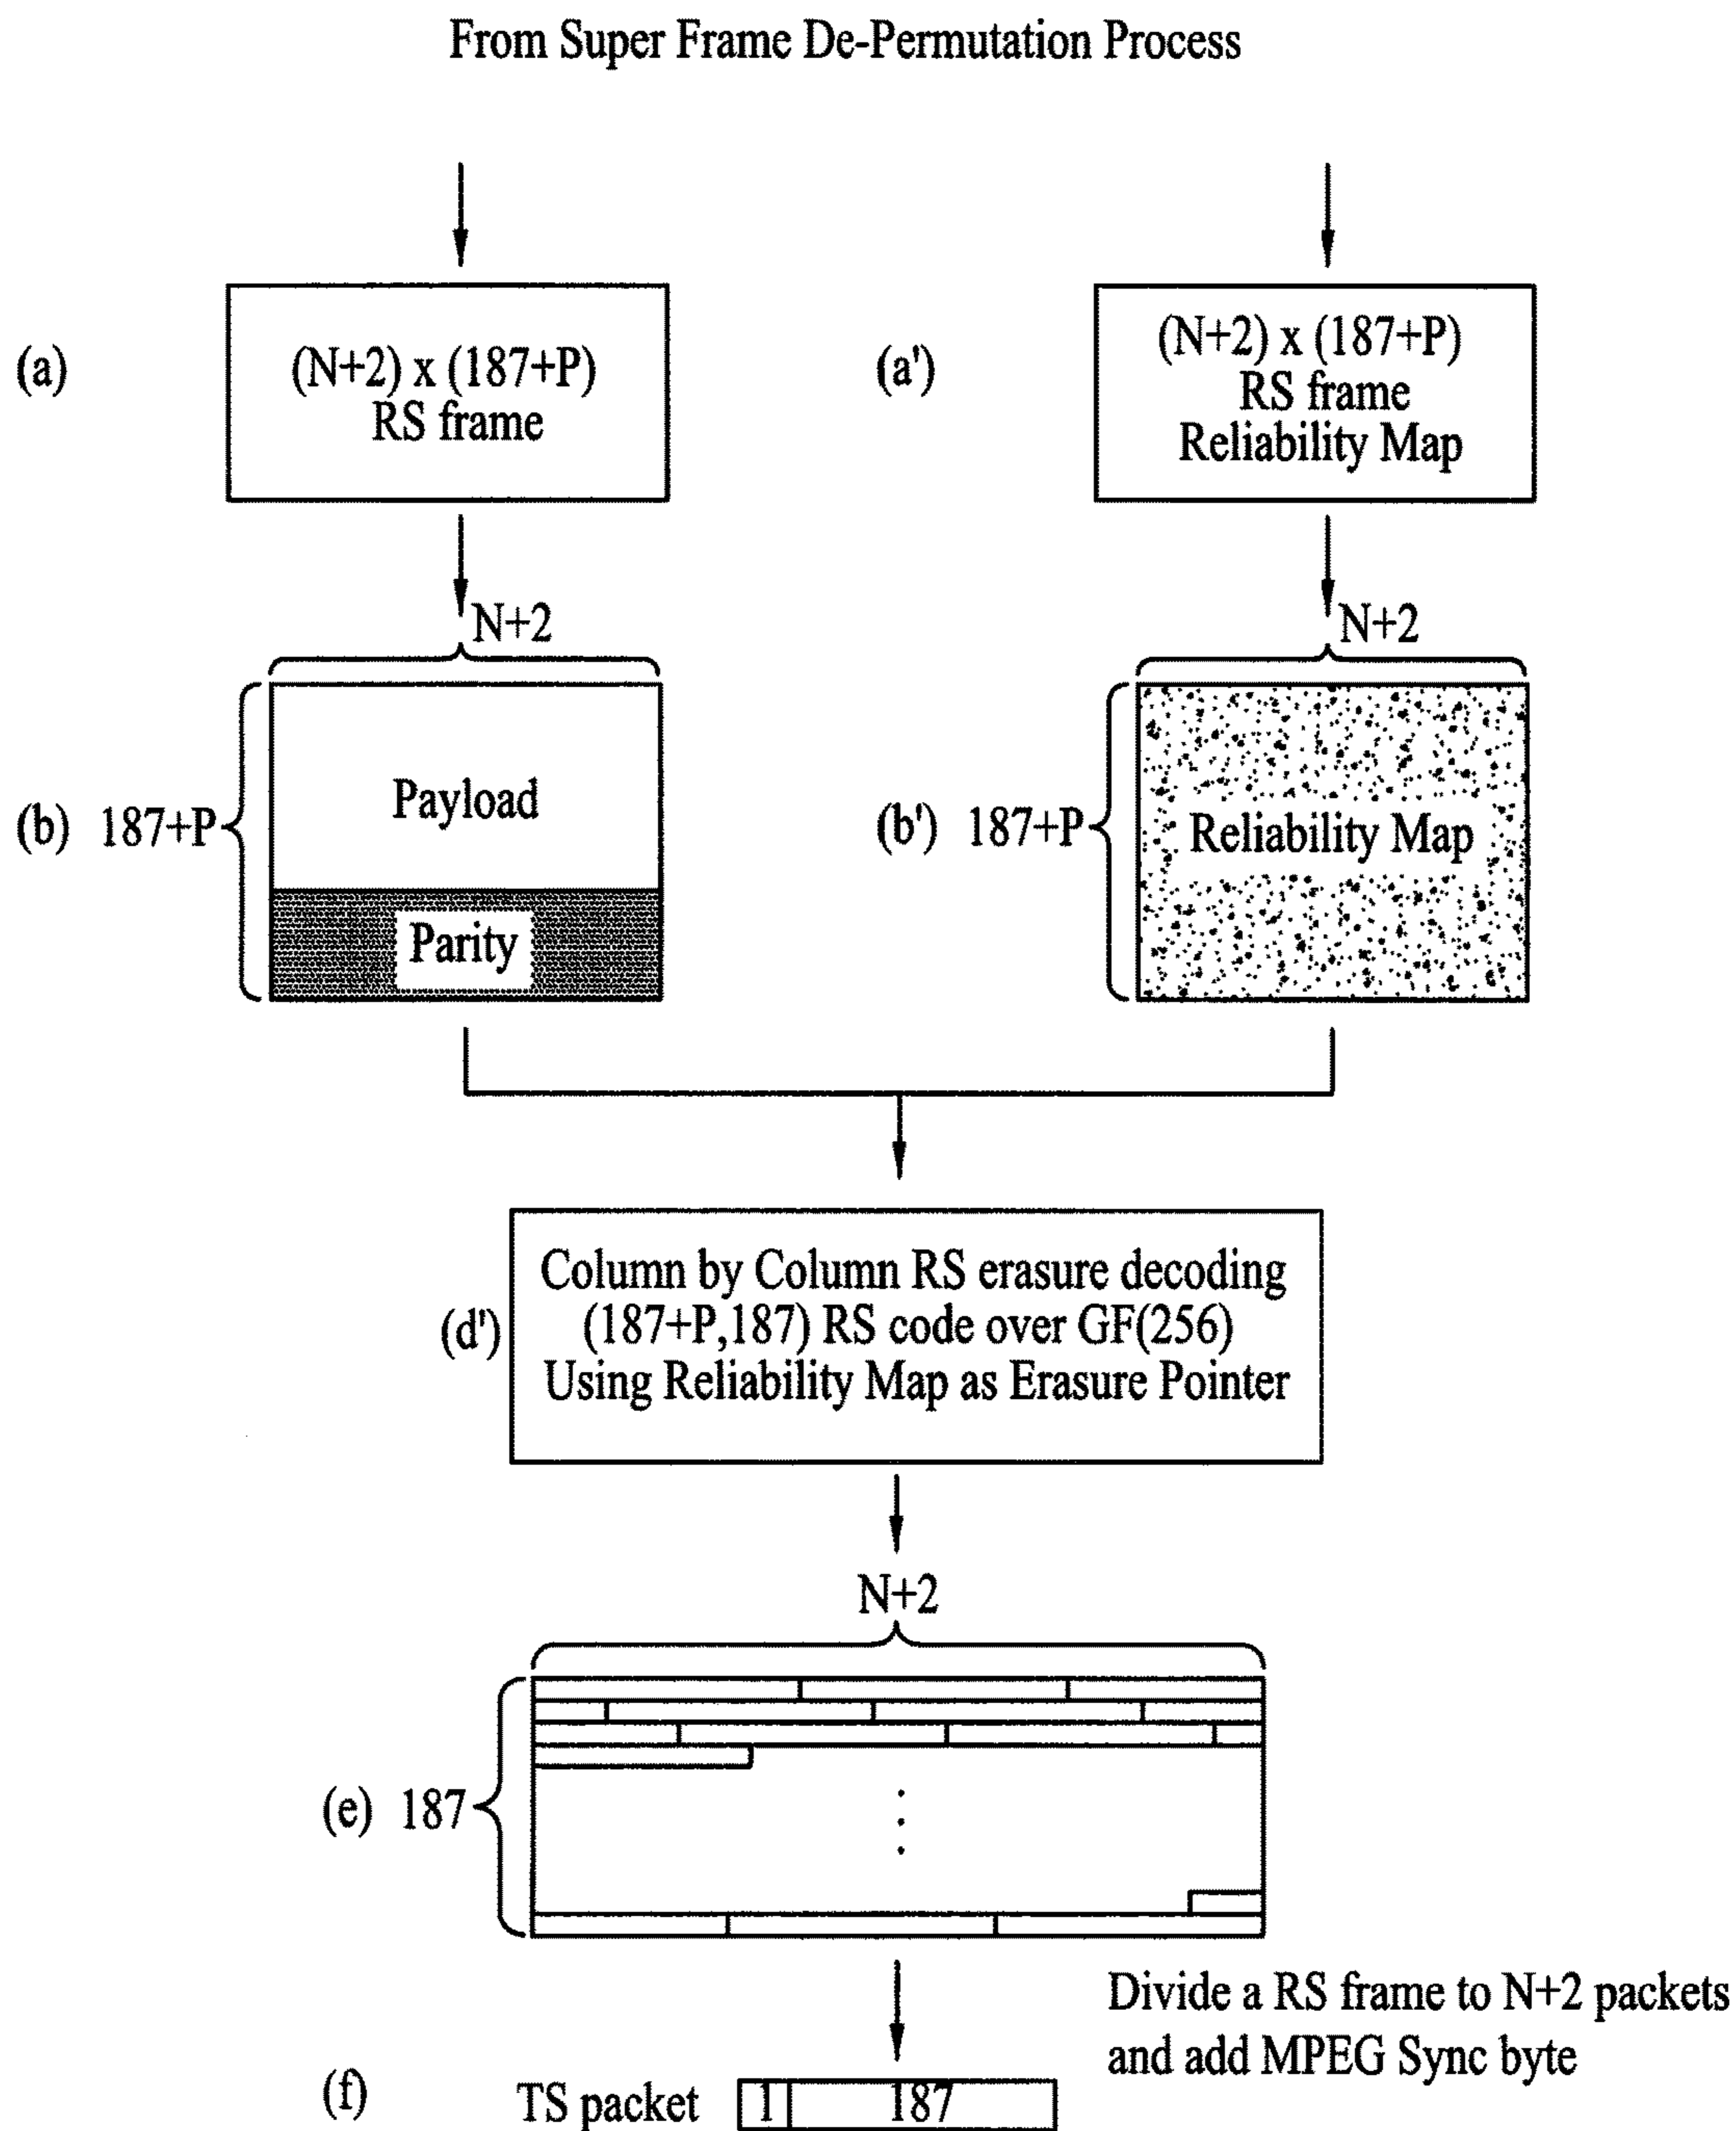 From Super Frame De-Permutation Process
(a)
(N+2) x (187+P)
RS frame
(a')
(N+2) x (187+P)
RS frame
Reliability Map
N+2
N+2
(b) 187+P
Payload
Parity
(b') 187+P
Reliability Map
(d')
Column by Column RS erasure decoding
(187+P,187) RS code over GF(256)
Using Reliability Map as Erasure Pointer
N+2
(e) 187
Divide a RS frame to N+2 packets
and add MPEG Sync byte
(f) TS packet 1 187